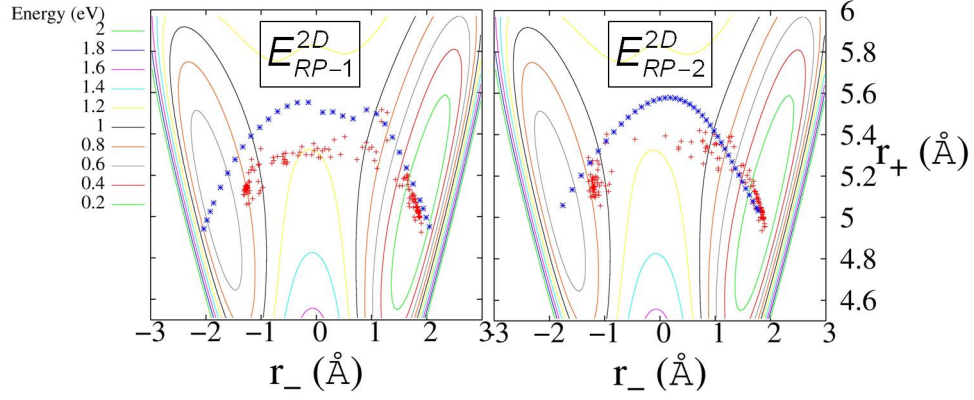 Energy (eV)
2
1.8
1.6
1.4
1.2
1
0.8
0.6
0.4
0.2
E 2D RP−1
E 2D RP−2
6
5.8
5.6
5.4
5.2
5
4.8
4.6
r+ (Å)
−3 −2 −1 0 1 2 3
−3 −2 −1 0 1 2 3
r_ (Å)
r_ (Å)